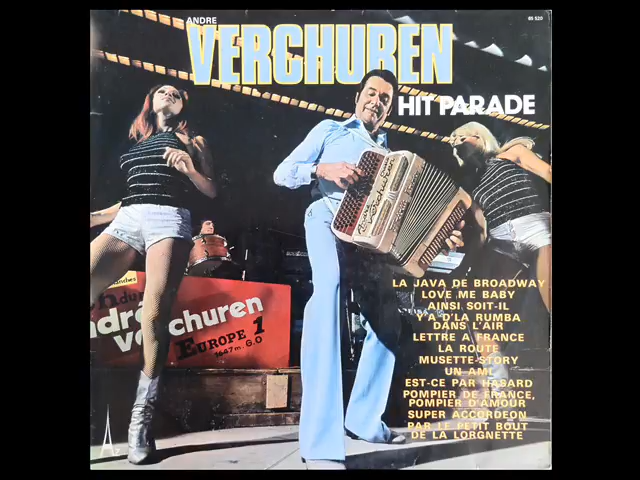 ANDRE
85 520
VERCHUREN
HIT PARADE
LA JAVA DE BROADWAY
LOVE ME BABY
AINSI SOIT-IL
Y'A D'LA RUMBA
DANS L'AIR
LETTRE A FRANCE
LA ROUTE
MUSETTE-STORY
UN AMI
EST-CE PAR HASARD
POMPIER DE FRANCE,
POMPIER D'AMOUR
SUPER ACCORDEON
PAR LE PETIT BOUT
DE LA LORGNETTE
ndré
verchuren
EUROPE 1
1647m. G.O